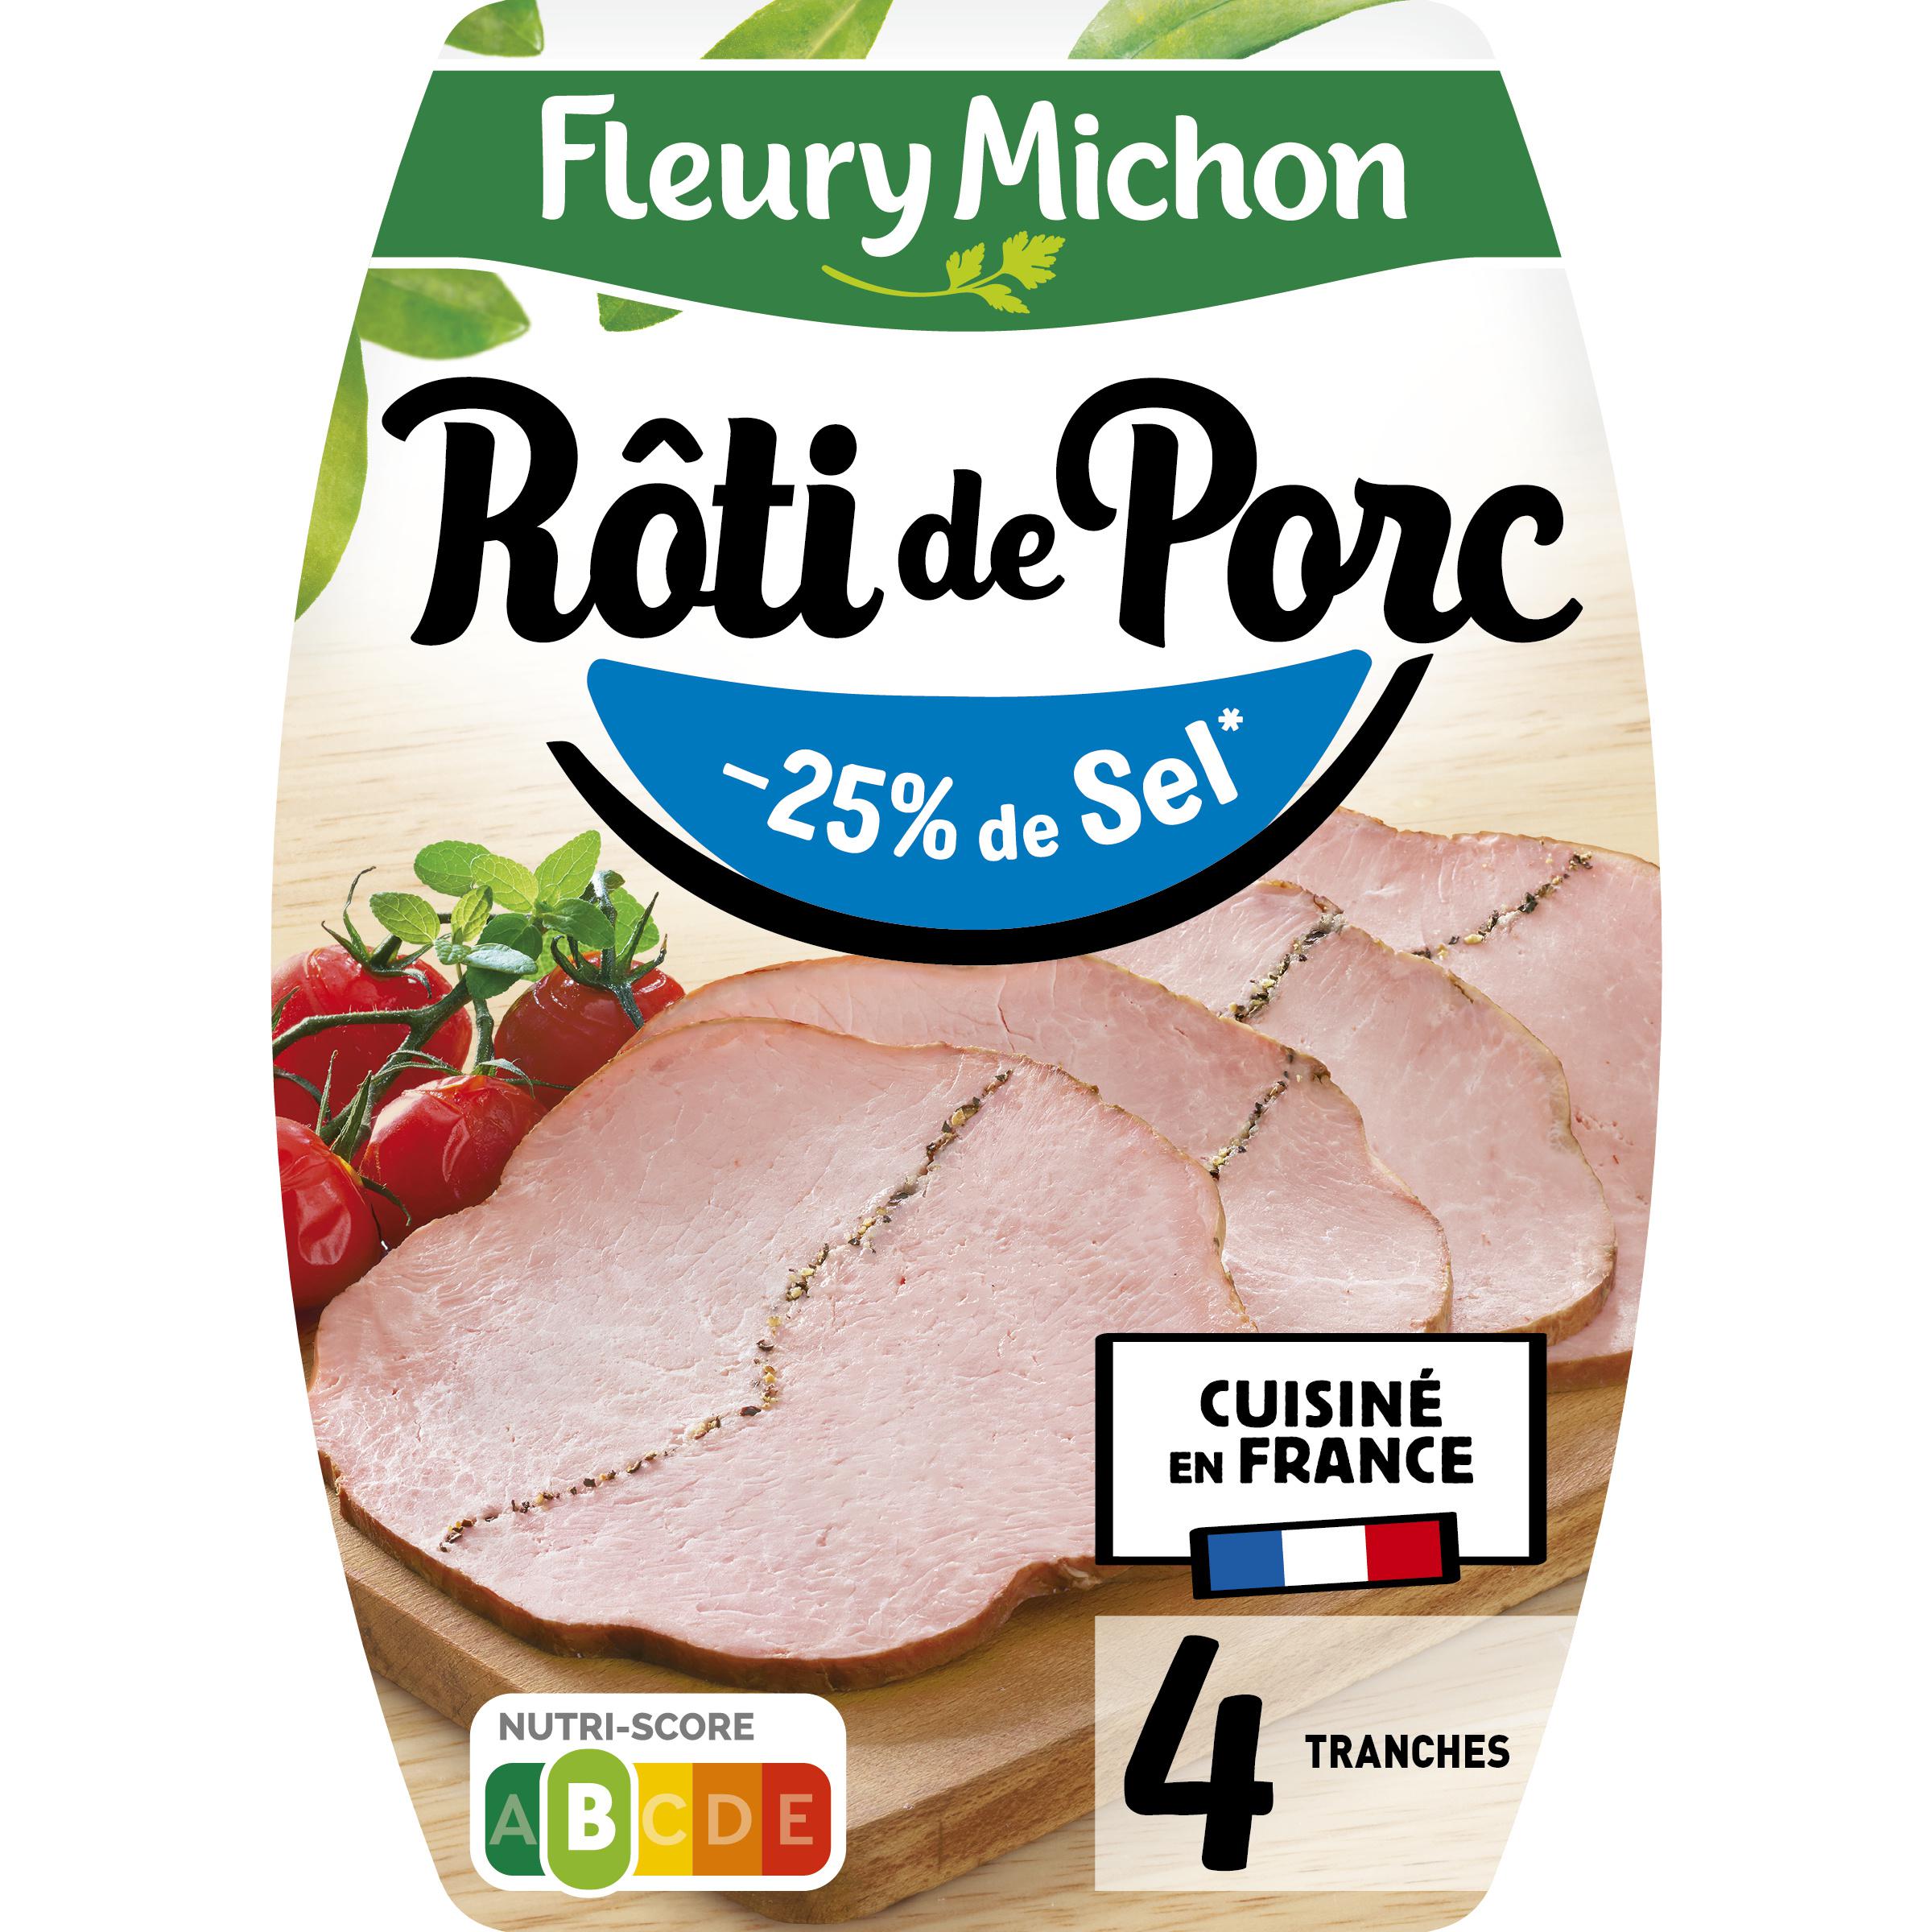 Fleury Michon
Rôti de Porc
-25% de Sel*
CUISINÉ
EN FRANCE
4 TRANCHES
NUTRI-SCORE
A B C D E